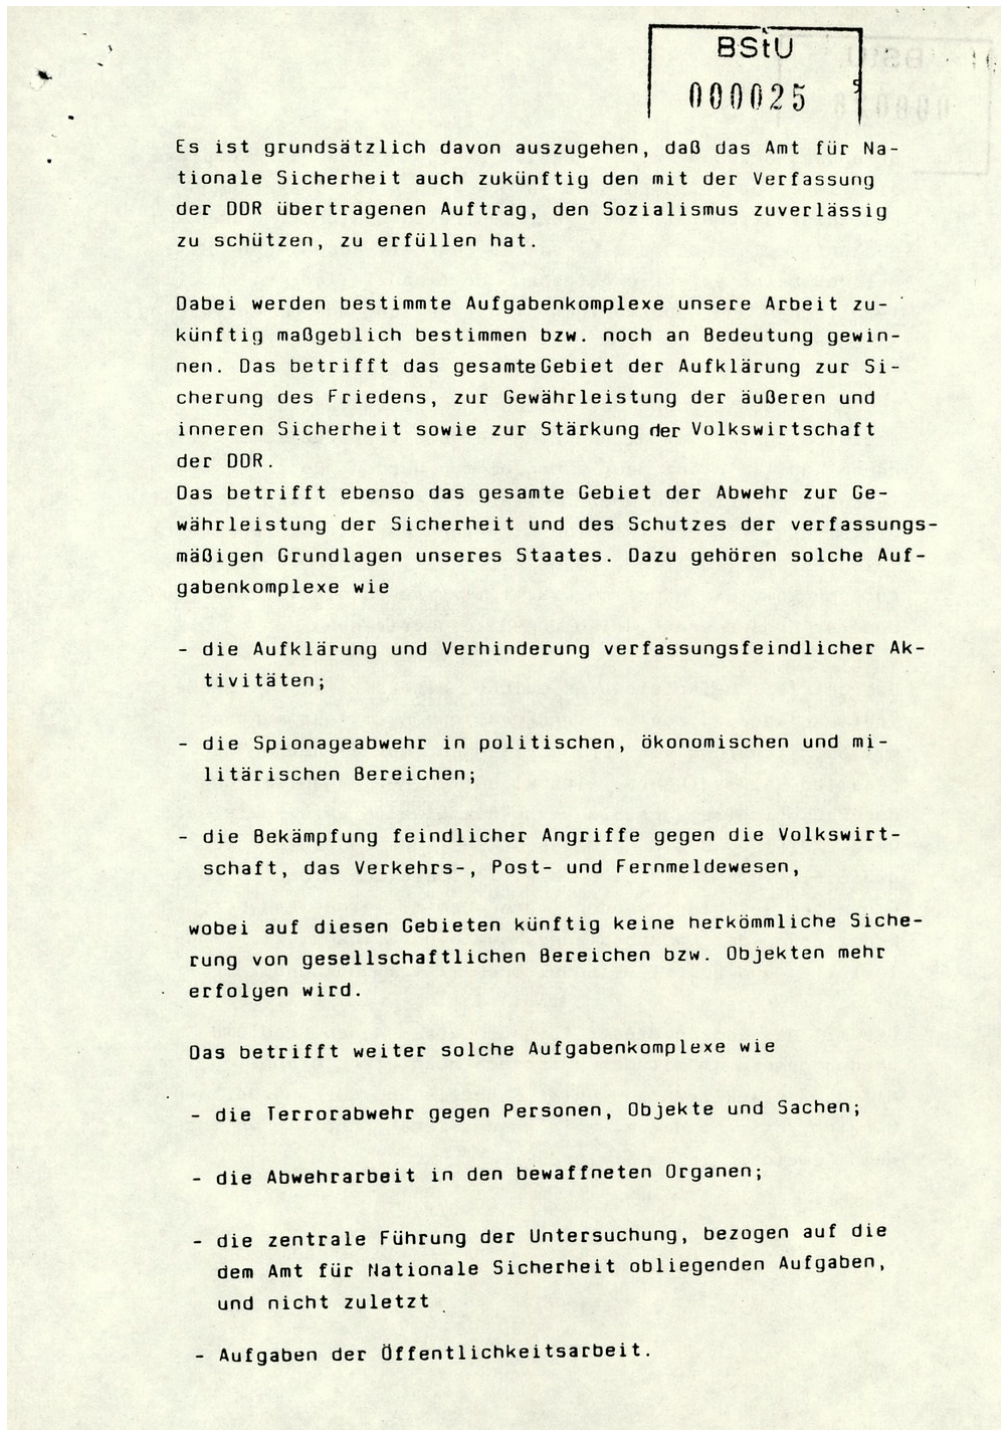 BStU
000025
Es ist grundsätzlich davon auszugehen, daß das Amt für Na-
tionale Sicherheit auch zukünftig den mit der Verfassung
der DDR übertragenen Auftrag, den Sozialismus zuverlässig
zu schützen, zu erfüllen hat.
Dabei werden bestimmte Aufgabenkomplexe unsere Arbeit zu-
künftig maßgeblich bestimmen bzw. noch an Bedeutung gewin-
nen. Das betrifft das gesamte Gebiet der Aufklärung zur Si-
cherung des Friedens, zur Gewährleistung der äußeren und
inneren Sicherheit sowie zur Stärkung der Volkswirtschaft
der DDR.
Das betrifft ebenso das gesamte Gebiet der Abwehr zur Ge-
währleistung der Sicherheit und des Schutzes der verfassungs-
mäßigen Grundlagen unseres Staates. Dazu gehören solche Auf-
gabenkomplexe wie
- die Aufklärung und Verhinderung verfassungsfeindlicher Ak-
tivitäten;
- die Spionageabwehr in politischen, ökonomischen und mi-
litärischen Bereichen;
- die Bekämpfung feindlicher Angriffe gegen die Volkswirt-
schaft, das Verkehrs-, Post- und Fernmeldewesen,
wobei auf diesen Gebieten künftig keine herkömmliche Siche-
rung von gesellschaftlichen Bereichen bzw. Objekten mehr
erfolgen wird.
Das betrifft weiter solche Aufgabenkomplexe wie
- die Terrorabwehr gegen Personen, Objekte und Sachen;
- die Abwehrarbeit in den bewaffneten Organen;
- die zentrale Führung der Untersuchung, bezogen auf die
dem Amt für Nationale Sicherheit obliegenden Aufgaben,
und nicht zuletzt
- Aufgaben der Öffentlichkeitsarbeit.